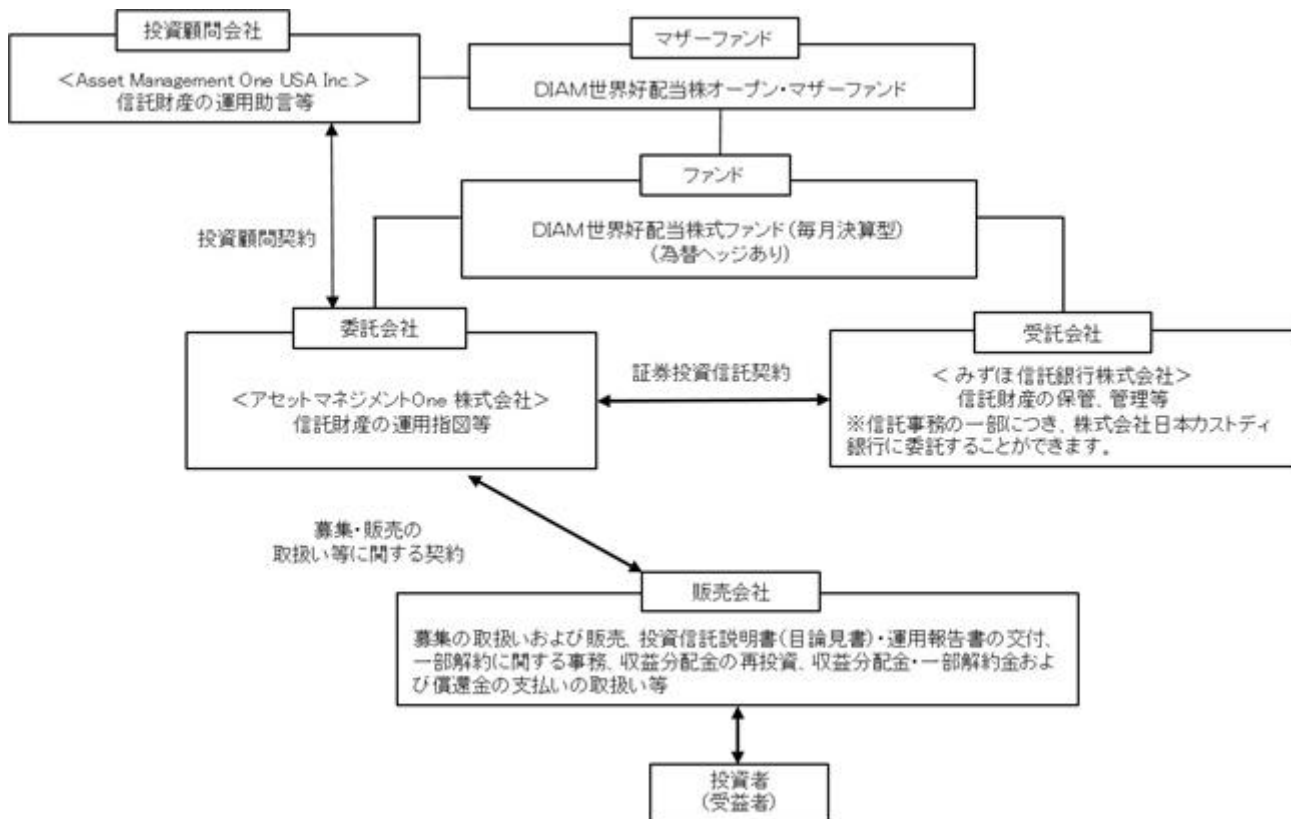 投資顧問会社
<Asset Management One USA Inc.>
信託財産の運用助言等
マザーファンド
DIAM世界好配当株オープン・マザーファンド
ファンド
DIAM世界好配当株式ファンド(毎月決算型)
(為替ヘッジあり)
投資顧問契約
委託会社
<アセットマネジメントOne 株式会社>
信託財産の運用指図等
証券投資信託契約
受託会社
< みずほ信託銀行株式会社>
信託財産の保管、管理等
※信託事務の一部につき、株式会社日本カストディ
銀行に委託することができます。
募集・販売の
取扱い等に関する契約
販売会社
募集の取扱いおよび販売、投資信託説明書(目論見書)・運用報告書の交付、
一部解約に関する事務、収益分配金の再投資、収益分配金・一部解約金およ
び償還金の支払いの取扱い等
投資者
(受益者)